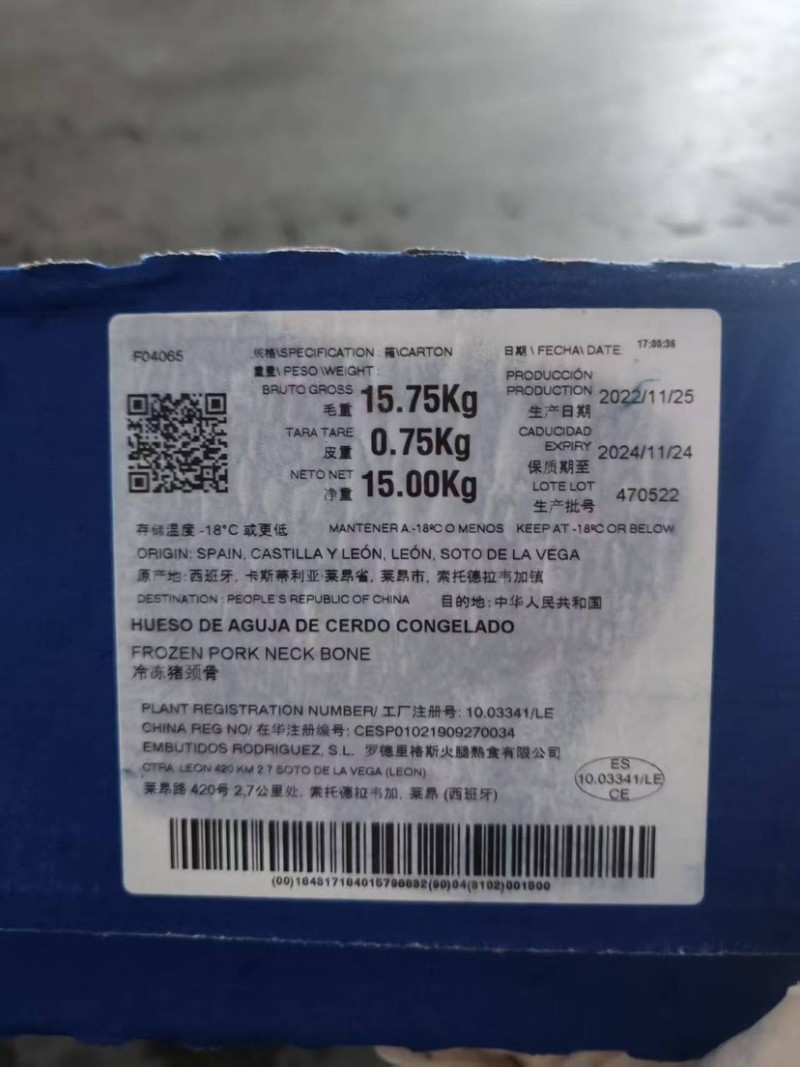 F04065
规格\SPECIFICATION : 箱\CARTON
重量\ PESO \WEIGHT :
BRUTO GROSS
毛重
15.75Kg
TARA TARE
皮重
0.75Kg
NETO NET
净重
15.00Kg
日期 \ FECHA\ DATE
17:00:36
PRODUCCIÓN
PRODUCTION
生产日期
2022/11/25
CADUCIDAD
EXPIRY
保质期至
2024/11/24
LOTE LOT
生产批号
470522
存储温度 -18°C 或更低 MANTENER A -18ºC O MENOS KEEP AT -18ºC OR BELOW
ORIGIN: SPAIN, CASTILLA Y LEÓN, LEÓN, SOTO DE LA VEGA
原产地: 西班牙, 卡斯蒂利亚·莱昂省, 莱昂市, 索托德拉韦加镇
DESTINATION : PEOPLE'S REPUBLIC OF CHINA 目的地: 中华人民共和国
HUESO DE AGUJA DE CERDO CONGELADO
FROZEN PORK NECK BONE
冷冻猪颈骨
PLANT REGISTRATION NUMBER/ 工厂注册号: 10.03341/LE
CHINA REG NO/ 在华注册编号: CESP01021909270034
EMBUTIDOS RODRIGUEZ, S.L. 罗德里格斯火腿熟食有限公司
CTRA. LEON 420 KM 2.7 SOTO DE LA VEGA (LEON)
莱昂路 420号 2,7公里处, 索托德拉韦加, 莱昂 (西班牙)
ES
10.03341/LE
CE